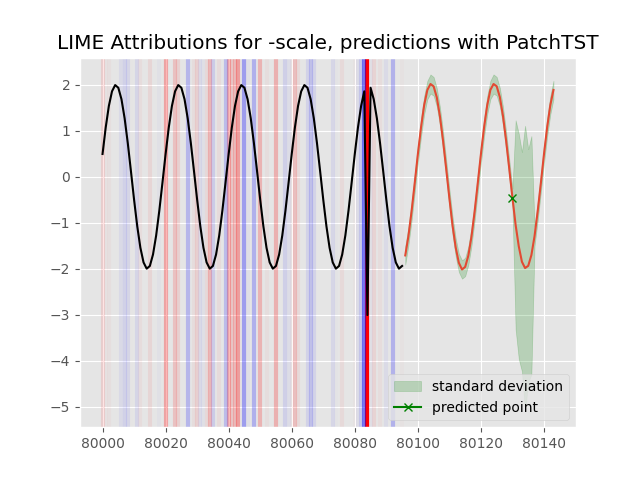 LIME Attributions for -scale, predictions with PatchTST
2
1
0
−1
−2
−3
−4
−5
standard deviation
predicted point
80000 80020 80040 80060 80080 80100 80120 80140